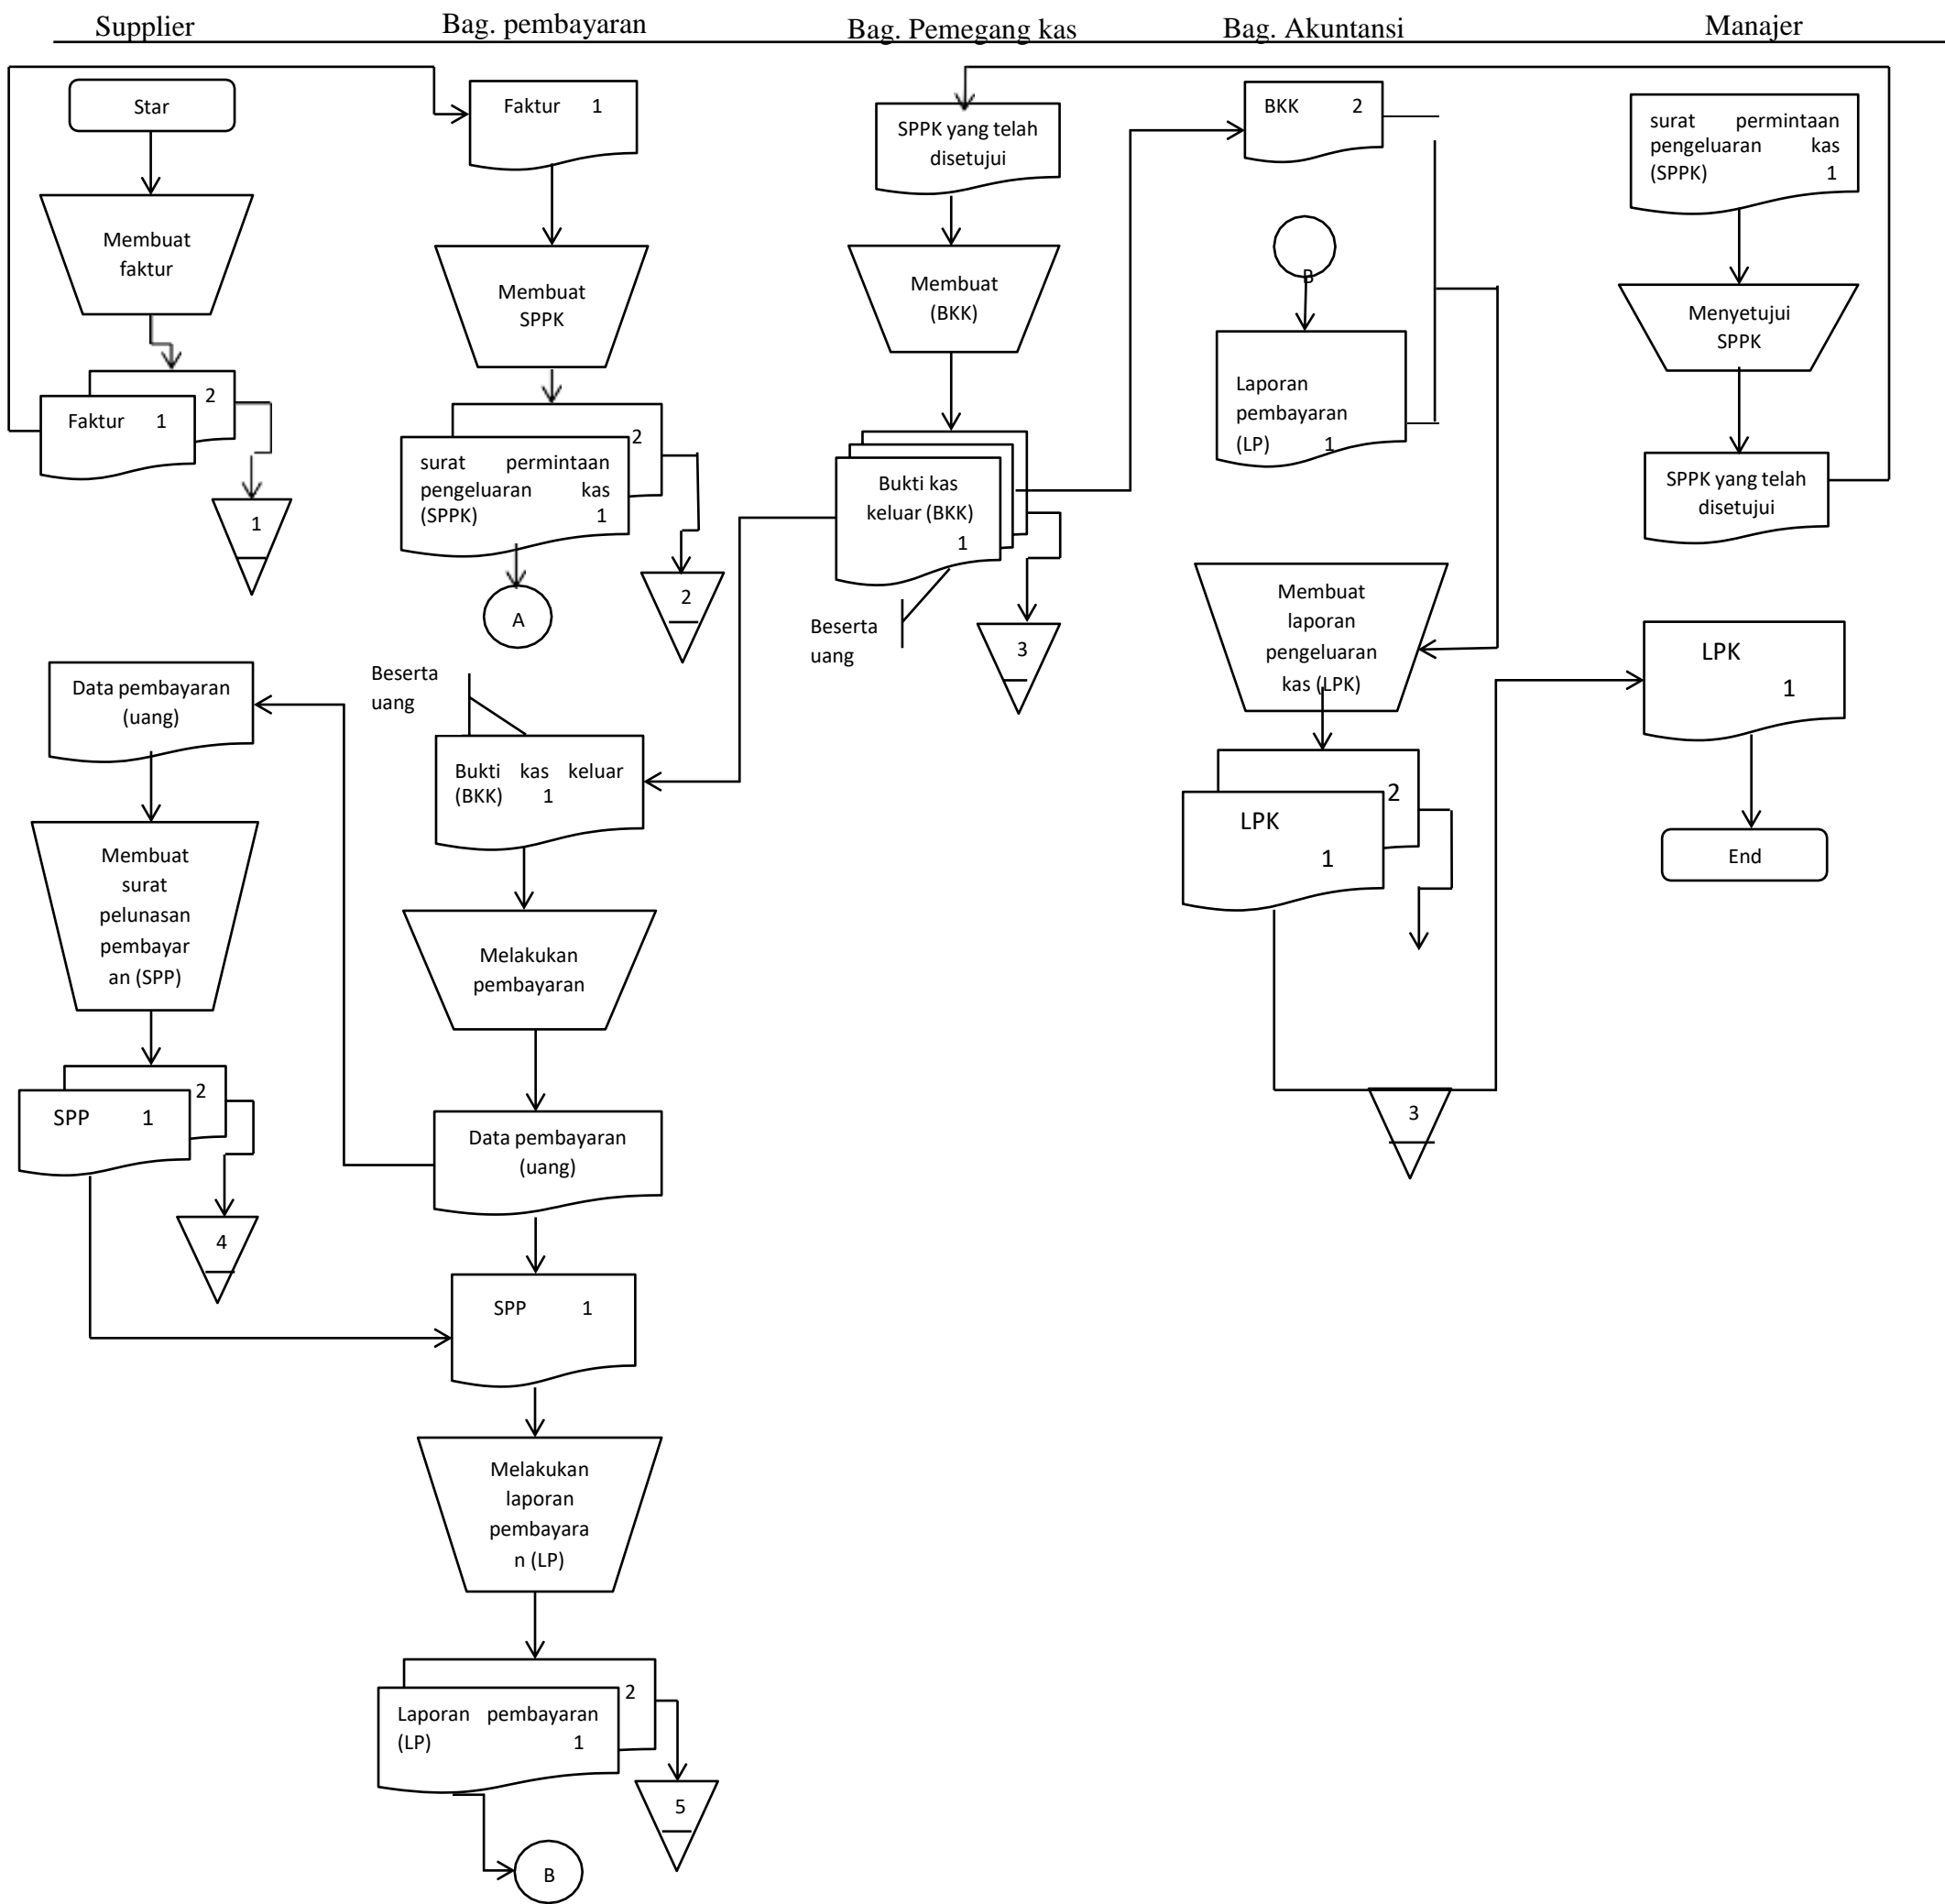 Supplier
Bag. pembayaran
Bag. Pemegang kas
Bag. Akuntansi
Manajer
Star
Membuat
faktur
2
Faktur 1
1
Data pembayaran
(uang)
Membuat
surat
pelunasan
pembayar
an (SPP)
2
SPP 1
4
Faktur 1
Membuat
SPPK
2
surat permintaan
pengeluaran kas
(SPPK) 1
A
2
Beserta
uang
Bukti kas keluar
(BKK) 1
Melakukan
pembayaran
Data pembayaran
(uang)
SPP 1
Melakukan
laporan
pembayara
n (LP)
2
Laporan pembayaran
(LP) 1
5
B
SPPK yang telah
disetujui
Membuat
(BKK)
Bukti kas
keluar (BKK)
1
Beserta
uang
3
BKK 2
B
Laporan
pembayaran
(LP) 1
Membuat
laporan
pengeluaran
kas (LPK)
2
LPK
1
3
surat permintaan
pengeluaran kas
(SPPK) 1
Menyetujui
SPPK
SPPK yang telah
disetujui
LPK
1
End